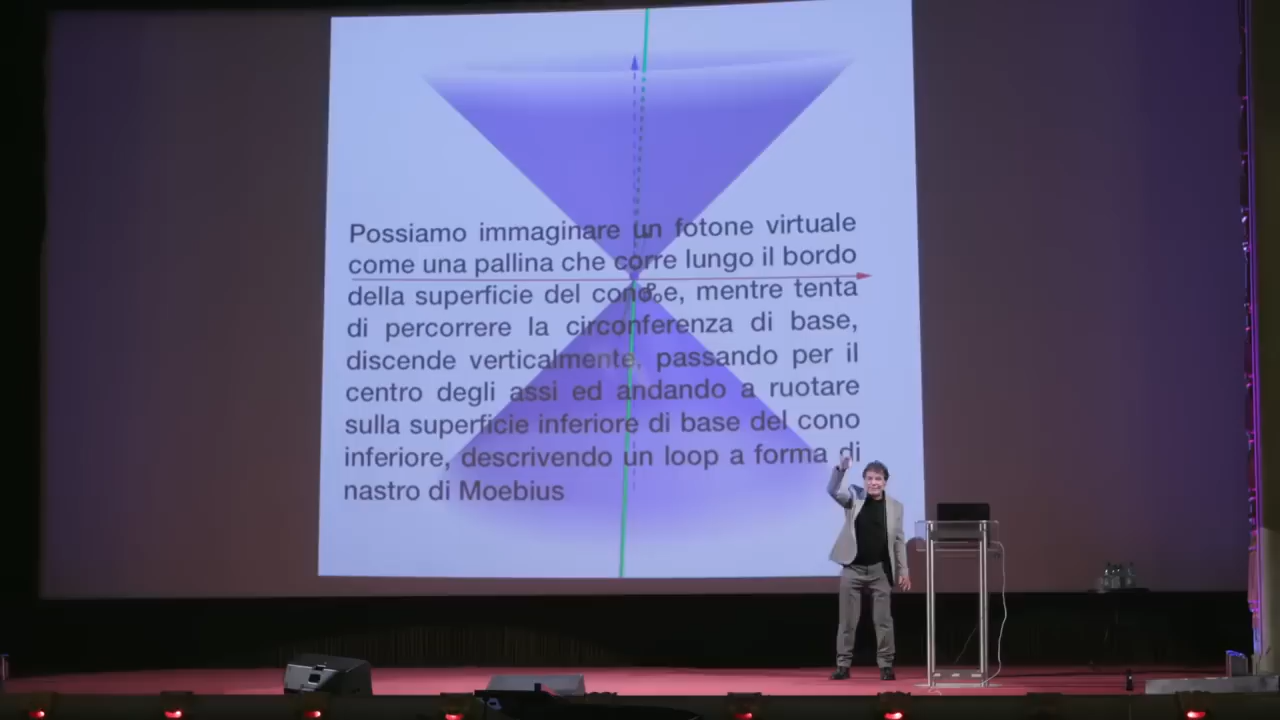 Possiamo immaginare un fotone virtuale
come una pallina che corre lungo il bordo
della superficie del cono e, mentre tenta
di percorrere la circonferenza di base,
discende verticalmente, passando per il
centro degli assi ed andando a ruotare
sulla superficie inferiore di base del cono
inferiore, descrivendo un loop a forma di
nastro di Moebius